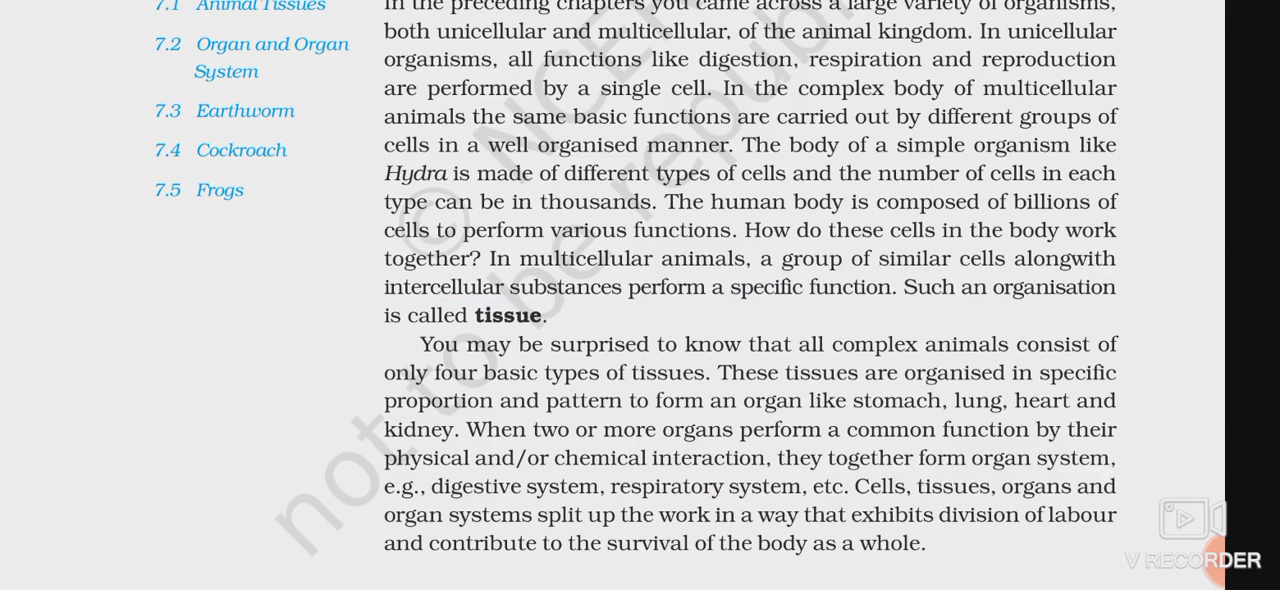 7.1 Animal Tissues
7.2 Organ and Organ
System
7.3 Earthworm
7.4 Cockroach
7.5 Frogs
In the preceding chapters you came across a large variety of organisms,
both unicellular and multicellular, of the animal kingdom. In unicellular
organisms, all functions like digestion, respiration and reproduction
are performed by a single cell. In the complex body of multicellular
animals the same basic functions are carried out by different groups of
cells in a well organised manner. The body of a simple organism like
Hydra is made of different types of cells and the number of cells in each
type can be in thousands. The human body is composed of billions of
cells to perform various functions. How do these cells in the body work
together? In multicellular animals, a group of similar cells alongwith
intercellular substances perform a specific function. Such an organisation
is called tissue.
You may be surprised to know that all complex animals consist of
only four basic types of tissues. These tissues are organised in specific
proportion and pattern to form an organ like stomach, lung, heart and
kidney. When two or more organs perform a common function by their
physical and/or chemical interaction, they together form organ system,
e.g., digestive system, respiratory system, etc. Cells, tissues, organs and
organ systems split up the work in a way that exhibits division of labour
and contribute to the survival of the body as a whole.
©
not to be
V RECORDER